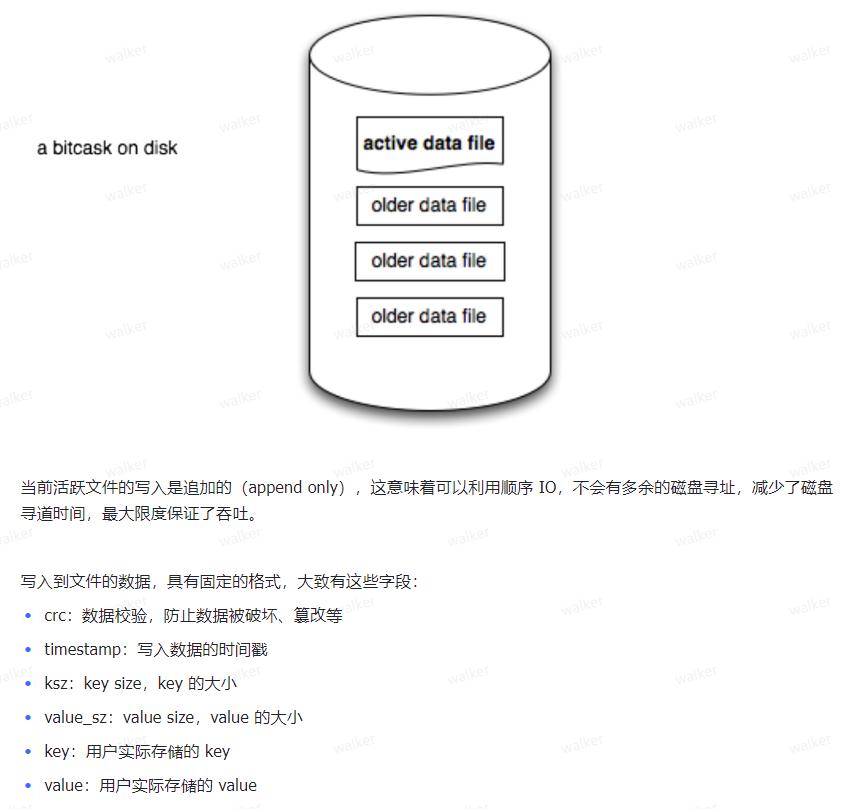 a bitcask on disk
active data file
older data file
older data file
older data file
当前活跃文件的写入是追加的（append only），这意味着可以利用顺序 IO，不会有多余的磁盘寻址，减少了磁盘
寻道时间，最大限度保证了吞吐。
写入到文件的数据，具有固定的格式，大致有这些字段：
• crc：数据校验，防止数据被破坏、篡改等
• timestamp：写入数据的时间戳
• ksz：key size，key 的大小
• value_sz：value size，value 的大小
• key：用户实际存储的 key
• value：用户实际存储的 value
walker